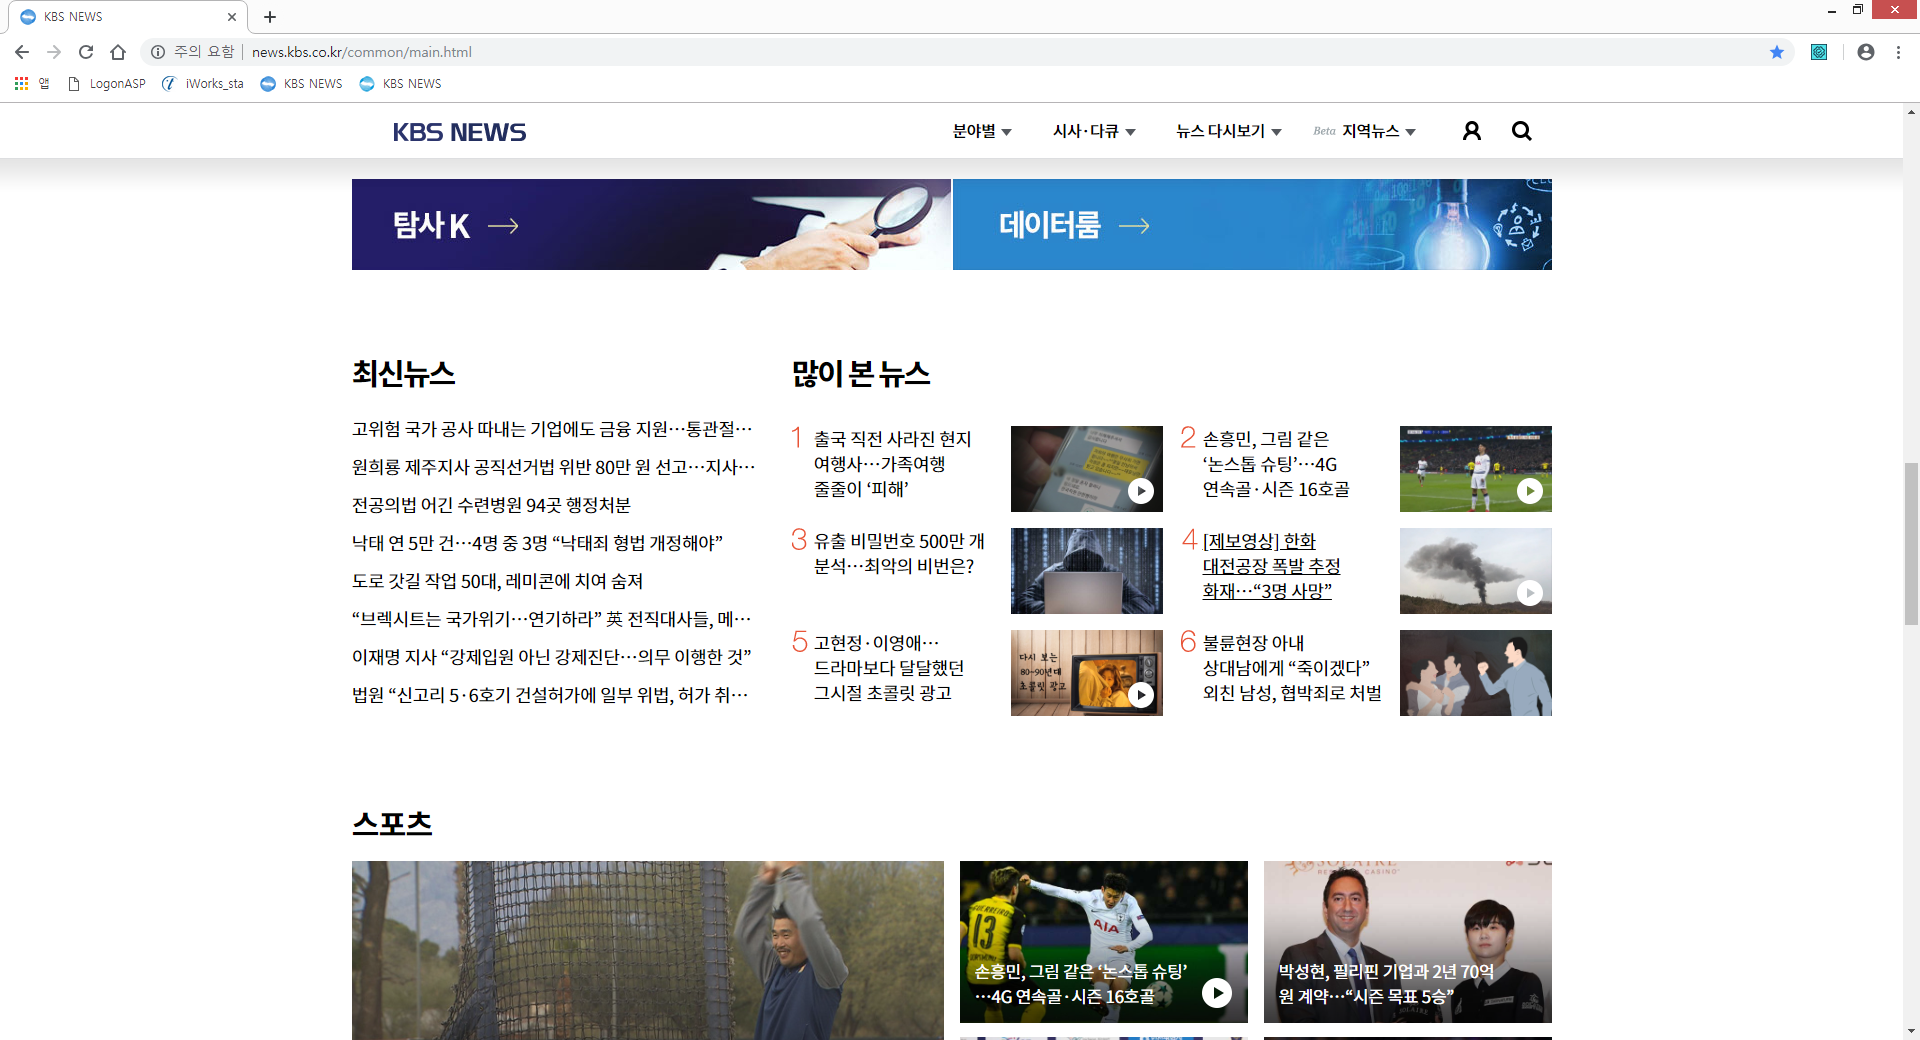 KBS NEWS
주의 요함
news.kbs.co.kr/common/main.html
앱
LogonASP
iWorks_sta
KBS NEWS
KBS NEWS
KBS NEWS
분야별
시사·다큐
뉴스 다시보기
Beta 지역뉴스
탐사 K
데이터룸
최신뉴스
고위험 국가 공사 따내는 기업에도 금융 지원…통관절…
원희룡 제주지사 공직선거법 위반 80만 원 선고…지사…
전공의법 어긴 수련병원 94곳 행정처분
낙태 연 5만 건…4명 중 3명 “낙태죄 형법 개정해야”
도로 갓길 작업 50대, 레미콘에 치여 숨져
“브렉시트는 국가위기…연기하라” 英 전직대사들, 메…
이재명 지사 “강제입원 아닌 강제진단…의무 이행한 것”
법원 “신고리 5·6호기 건설허가에 일부 위법, 허가 취…
많이 본 뉴스
1 출국 직전 사라진 현지
여행사…가족여행
줄줄이 ‘피해’
2 손흥민, 그림 같은
‘논스톱 슈팅’…4G
연속골·시즌 16호골
3 유출 비밀번호 500만 개
분석…최악의 비번은?
4 [제보영상] 한화
대전공장 폭발 추정
화재…“3명 사망”
5 고현정·이영애…
드라마보다 달달했던
그시절 초콜릿 광고
다시 보는
80~90년대
초콜릿 광고
6 불륜현장 아내
상대남에게 “죽이겠다”
외친 남성, 협박죄로 처벌
스포츠
GUERREIRO
13
AIA
손흥민, 그림 같은 ‘논스톱 슈팅’
…4G 연속골·시즌 16호골
SOLAIRE
박성현, 필리핀 기업과 2년 70억
원 계약…“시즌 목표 5승”